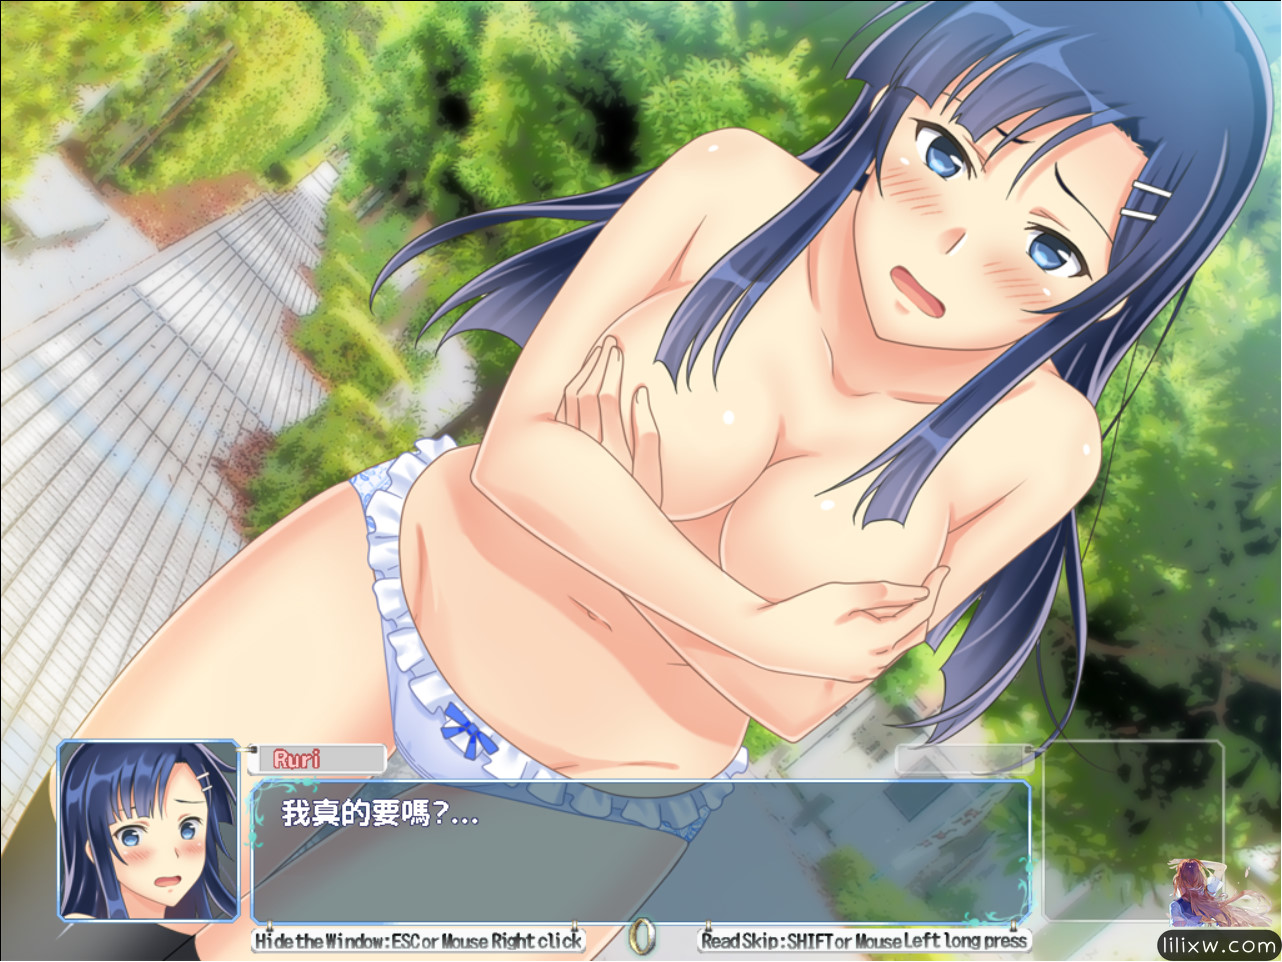 Ruri
我真的要嗎?...
Hide the Window:ESC or Mouse Right click
Read Skip:SHIFT or Mouse Left long press
lilixw.com